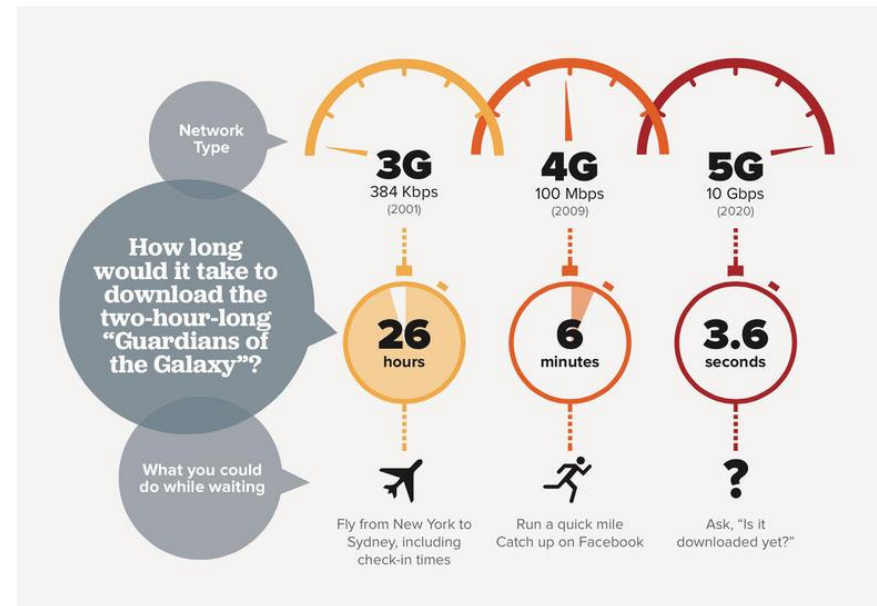 Network
Type
3G
384 Kbps
(2001)
4G
100 Mbps
(2009)
5G
10 Gbps
(2020)
How long
would it take to
download the
two-hour-long
“Guardians of
the Galaxy”?
26
hours
6
minutes
3.6
seconds
What you could
do while waiting
?
Fly from New York to
Sydney, including
check-in times
Run a quick mile
Catch up on Facebook
Ask, “Is it
downloaded yet?”